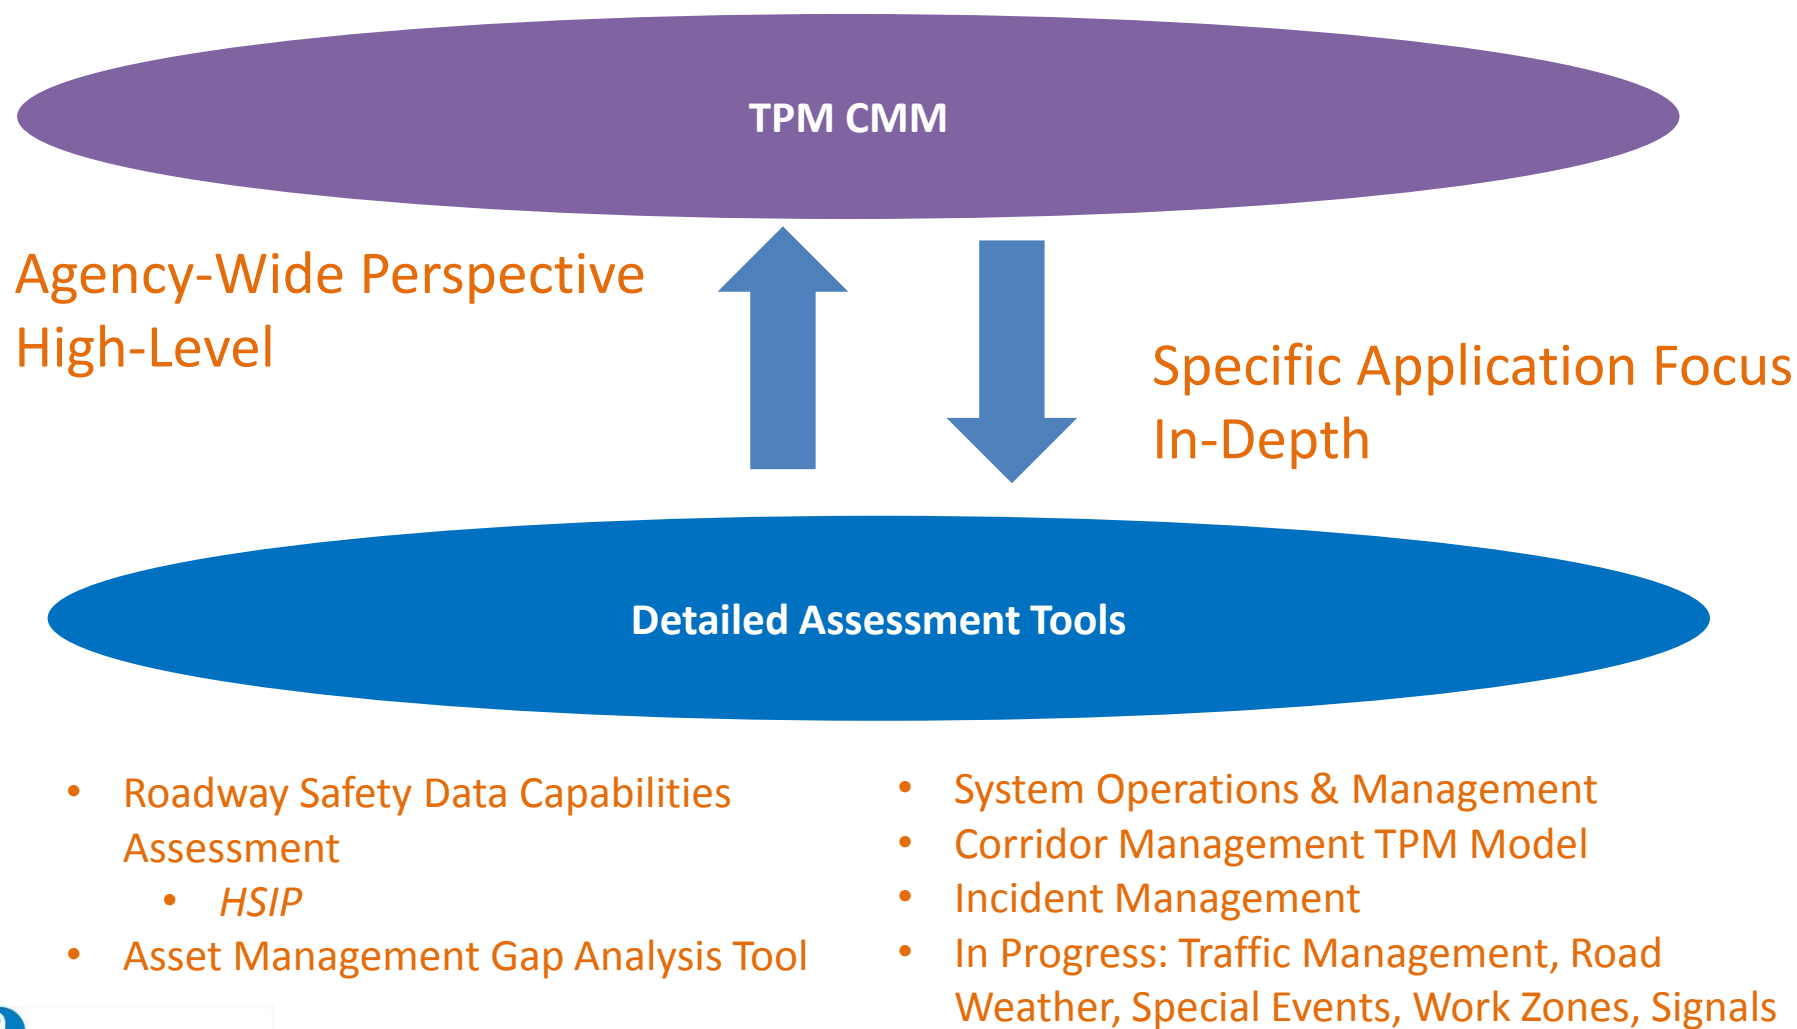 TPM CMM
Agency-Wide Perspective
High-Level
Specific Application Focus
In-Depth
Detailed Assessment Tools
• Roadway Safety Data Capabilities
Assessment
• HSIP
• Asset Management Gap Analysis Tool
• System Operations & Management
• Corridor Management TPM Model
• Incident Management
• In Progress: Traffic Management, Road
Weather, Special Events, Work Zones, Signals